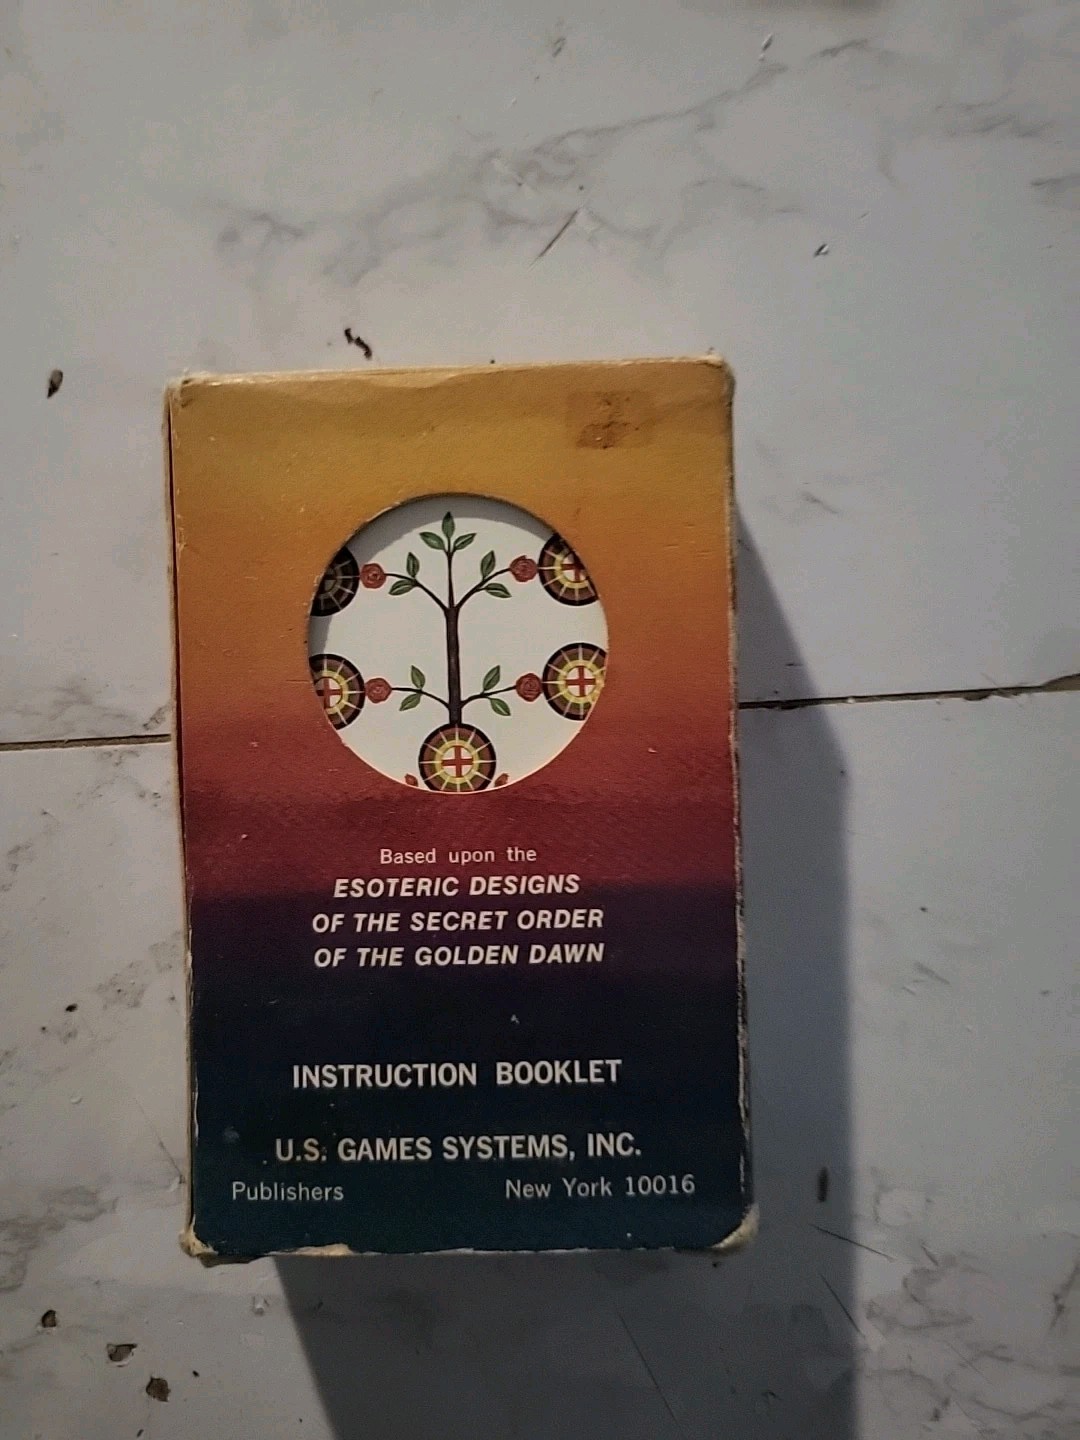 Based upon the
ESOTERIC DESIGNS
OF THE SECRET ORDER
OF THE GOLDEN DAWN
INSTRUCTION BOOKLET
U.S. GAMES SYSTEMS, INC.
Publishers New York 10016